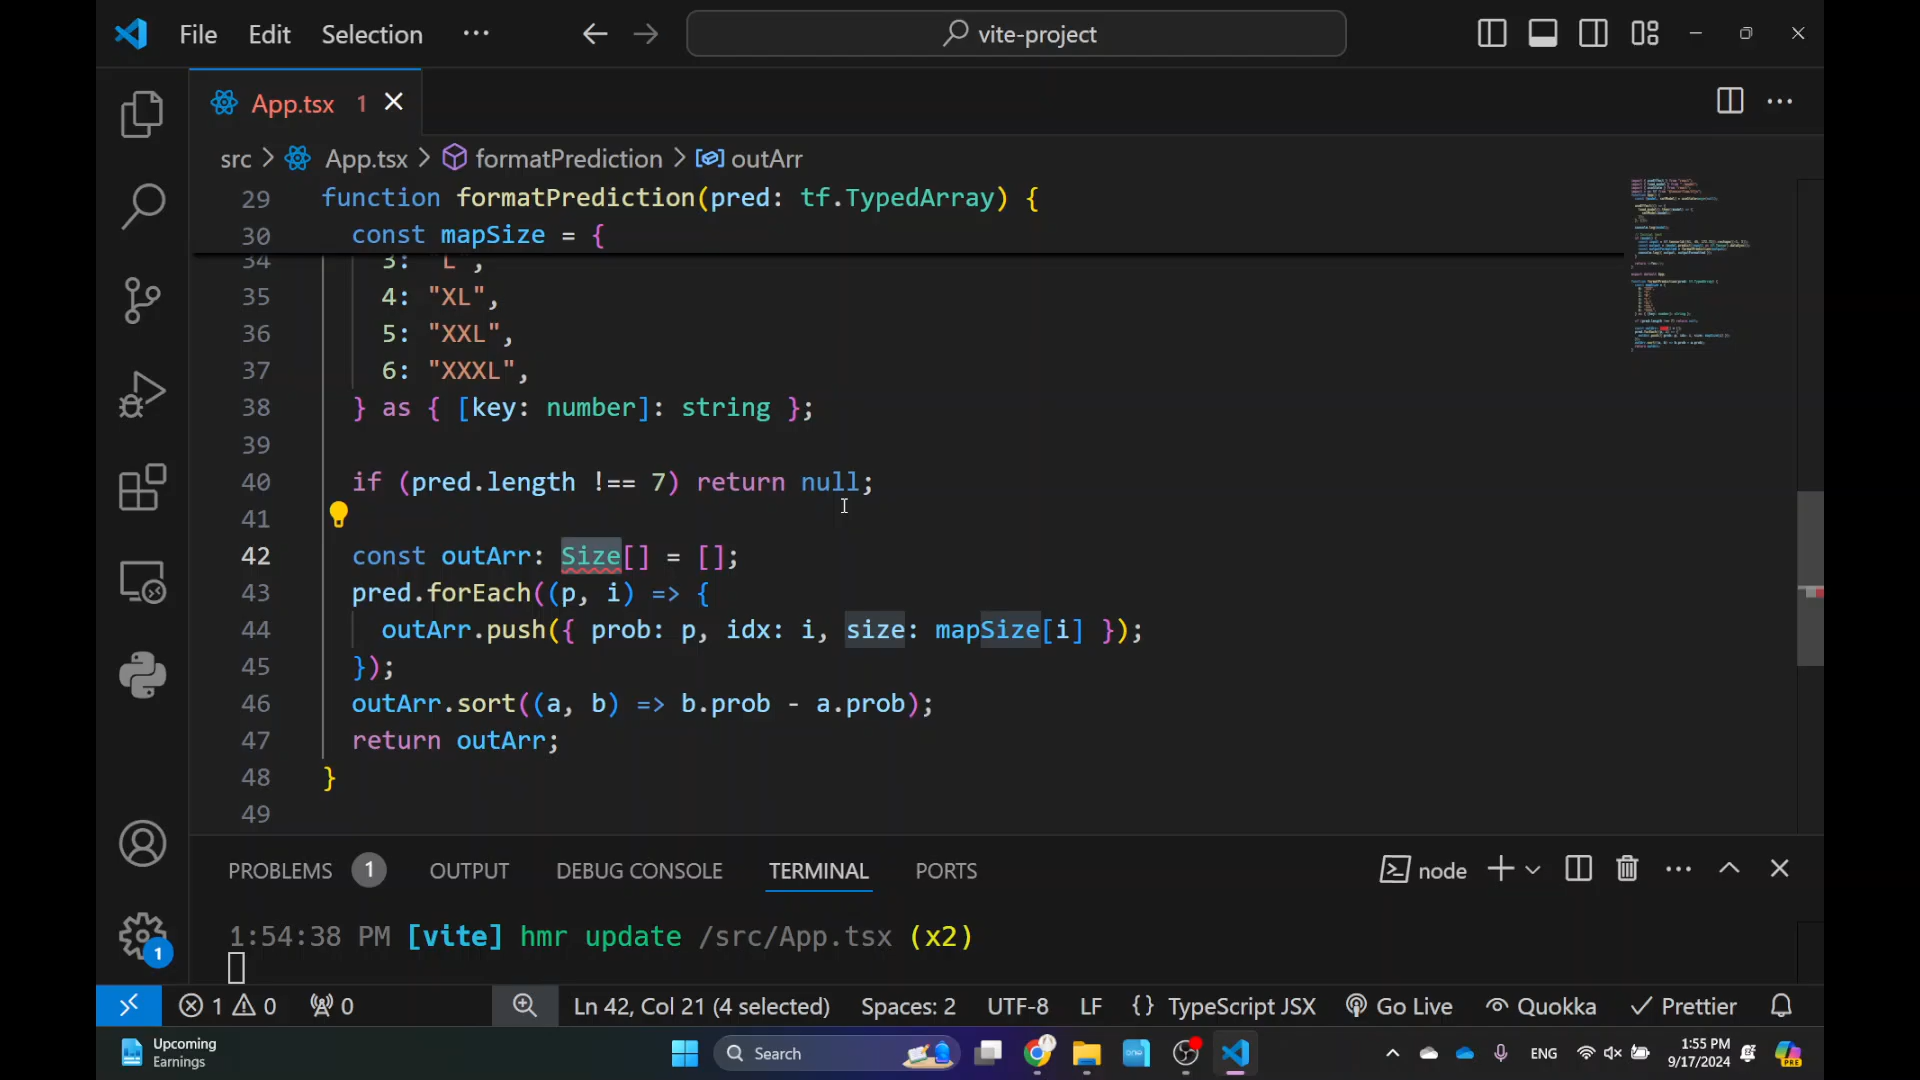 File Edit Selection ··· vite-project
App.tsx 1
src > App.tsx > formatPrediction > outArr
29 function formatPrediction(pred: tf.TypedArray) {
30 const mapSize = {
34 3: "L",
35 4: "XL",
36 5: "XXL",
37 6: "XXXL",
38 } as { [key: number]: string };
39
40 if (pred.length !== 7) return null;
41
42 const outArr: Size[] = [];
43 pred.forEach((p, i) => {
44 outArr.push({ prob: p, idx: i, size: mapSize[i] });
45 });
46 outArr.sort((a, b) => b.prob - a.prob);
47 return outArr;
48 }
49
PROBLEMS 1 OUTPUT DEBUG CONSOLE TERMINAL PORTS node
1:54:38 PM [vite] hmr update /src/App.tsx (x2)
1 0 0 Ln 42, Col 21 (4 selected) Spaces: 2 UTF-8 LF {} TypeScript JSX Go Live Quokka Prettier
1
Upcoming
Earnings
Search
ENG
1:55 PM
9/17/2024